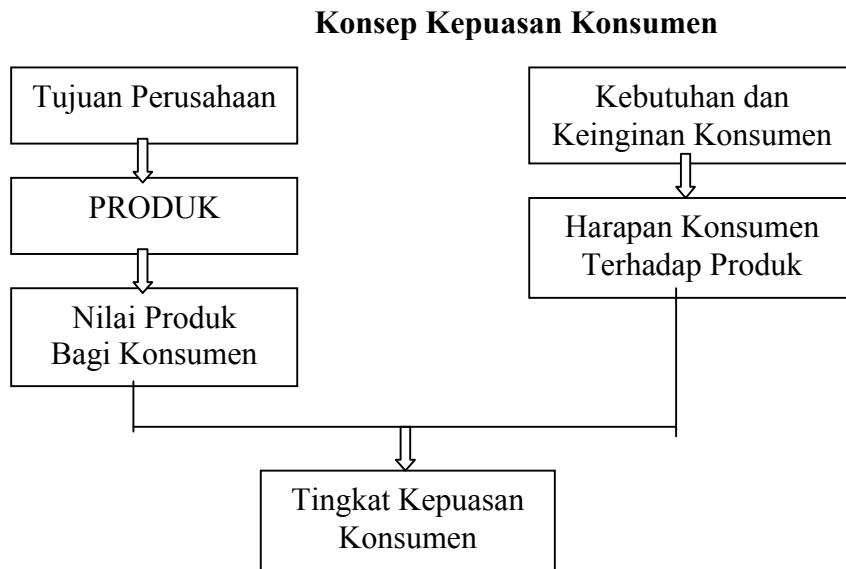 Konsep Kepuasan Konsumen
Tujuan Perusahaan
PRODUK
Nilai Produk
Bagi Konsumen
Kebutuhan dan
Keinginan Konsumen
Harapan Konsumen
Terhadap Produk
Tingkat Kepuasan
Konsumen